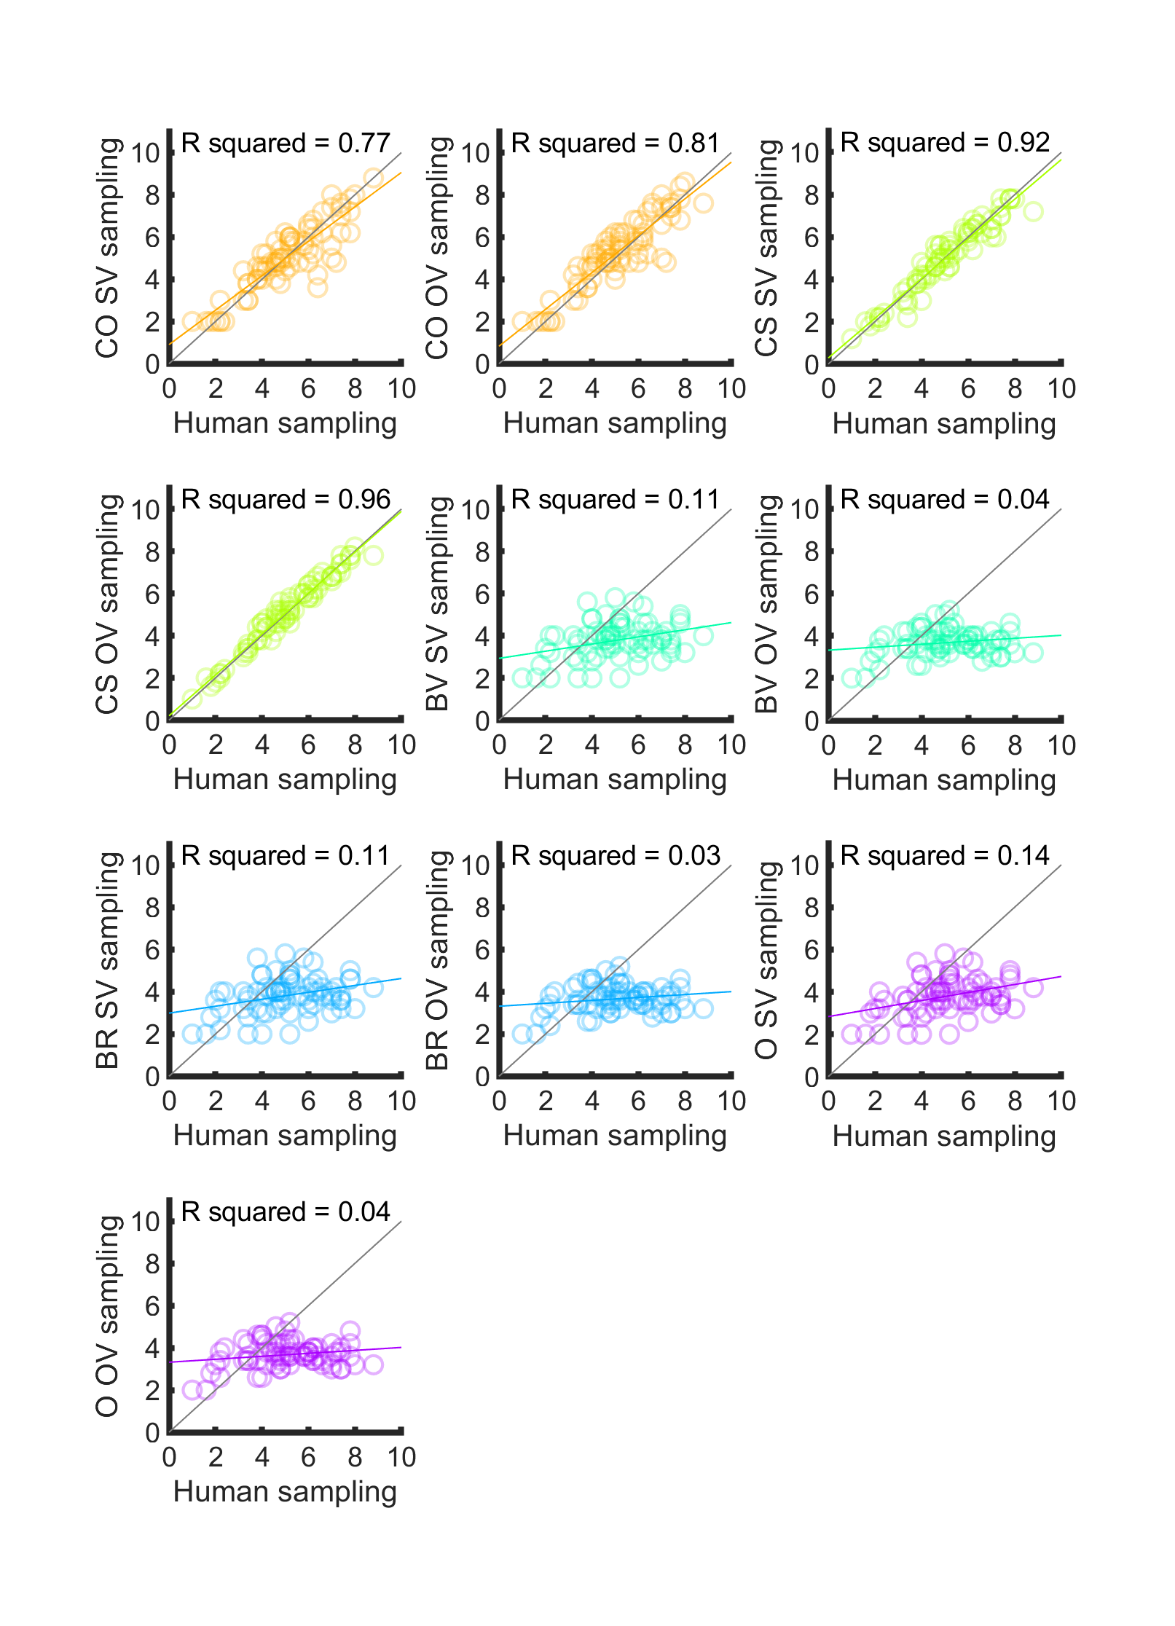 R squared = 0.77
CO SV sampling
10
8
6
4
2
0
0 2 4 6 8 10
Human sampling
R squared = 0.81
CO OV sampling
10
8
6
4
2
0
0 2 4 6 8 10
Human sampling
R squared = 0.92
CS SV sampling
10
8
6
4
2
0
0 2 4 6 8 10
Human sampling
R squared = 0.96
CS OV sampling
10
8
6
4
2
0
0 2 4 6 8 10
Human sampling
R squared = 0.11
BV SV sampling
10
8
6
4
2
0
0 2 4 6 8 10
Human sampling
R squared = 0.04
BV OV sampling
10
8
6
4
2
0
0 2 4 6 8 10
Human sampling
R squared = 0.11
BR SV sampling
10
8
6
4
2
0
0 2 4 6 8 10
Human sampling
R squared = 0.03
BR OV sampling
10
8
6
4
2
0
0 2 4 6 8 10
Human sampling
R squared = 0.14
O SV sampling
10
8
6
4
2
0
0 2 4 6 8 10
Human sampling
R squared = 0.04
O OV sampling
10
8
6
4
2
0
0 2 4 6 8 10
Human sampling